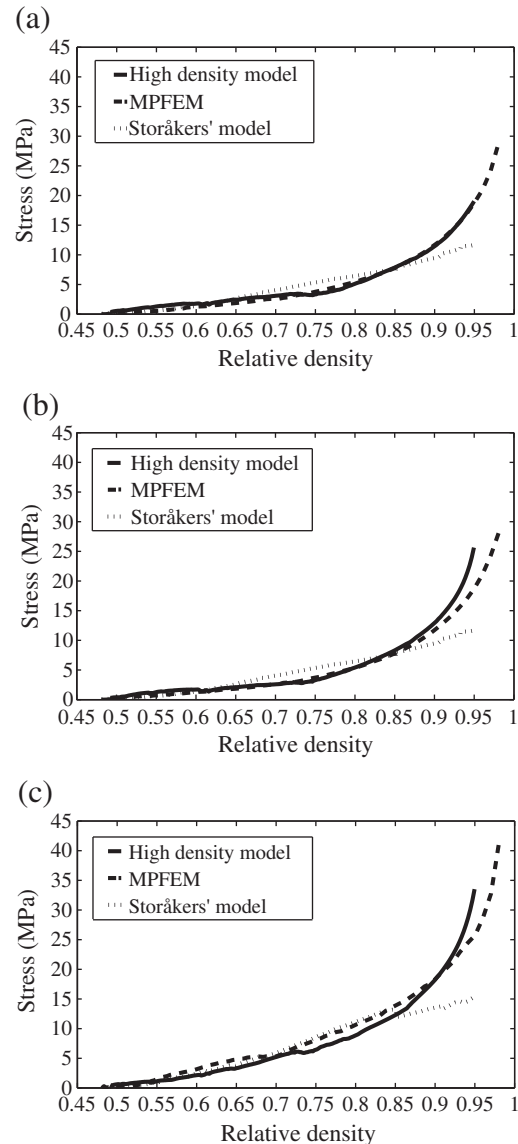 (a)
45
40
35
30
25
20
15
10
5
0
Stress (MPa)
High density model
MPFEM
Storåkers' model
0.45 0.5 0.55 0.6 0.65 0.7 0.75 0.8 0.85 0.9 0.95 1
Relative density
(b)
45
40
35
30
25
20
15
10
5
0
Stress (MPa)
High density model
MPFEM
Storåkers' model
0.45 0.5 0.55 0.6 0.65 0.7 0.75 0.8 0.85 0.9 0.95 1
Relative density
(c)
45
40
35
30
25
20
15
10
5
0
Stress (MPa)
High density model
MPFEM
Storåkers' model
0.45 0.5 0.55 0.6 0.65 0.7 0.75 0.8 0.85 0.9 0.95 1
Relative density